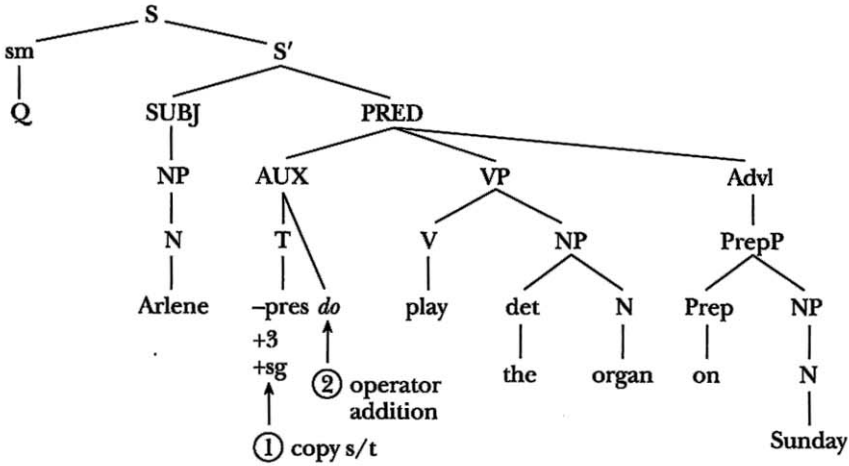 S
sm S′
Q SUBJ PRED
NP AUX VP Advl
N T V NP PrepP
Arlene –pres do play det N Prep NP
+3
+sg the organ on N
② operator
addition
Sunday
① copy s/t